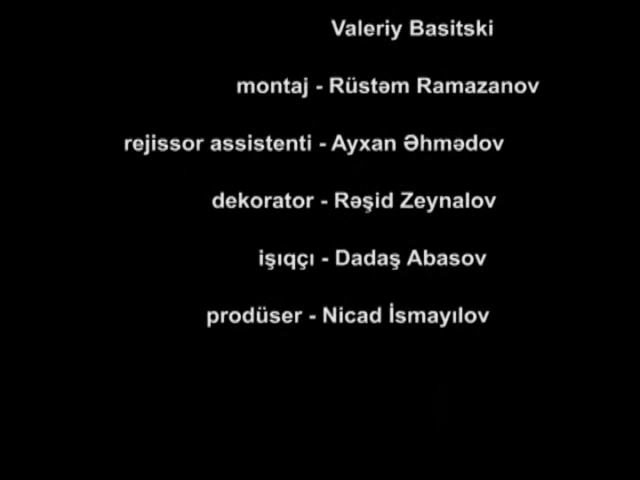 Valeriy Basitski
montaj - Rüstəm Ramazanov
rejissor assistenti - Ayxan Əhmədov
dekorator - Rəşid Zeynalov
işıqçı - Dadaş Abasov
prodüser - Nicad İsmayılov